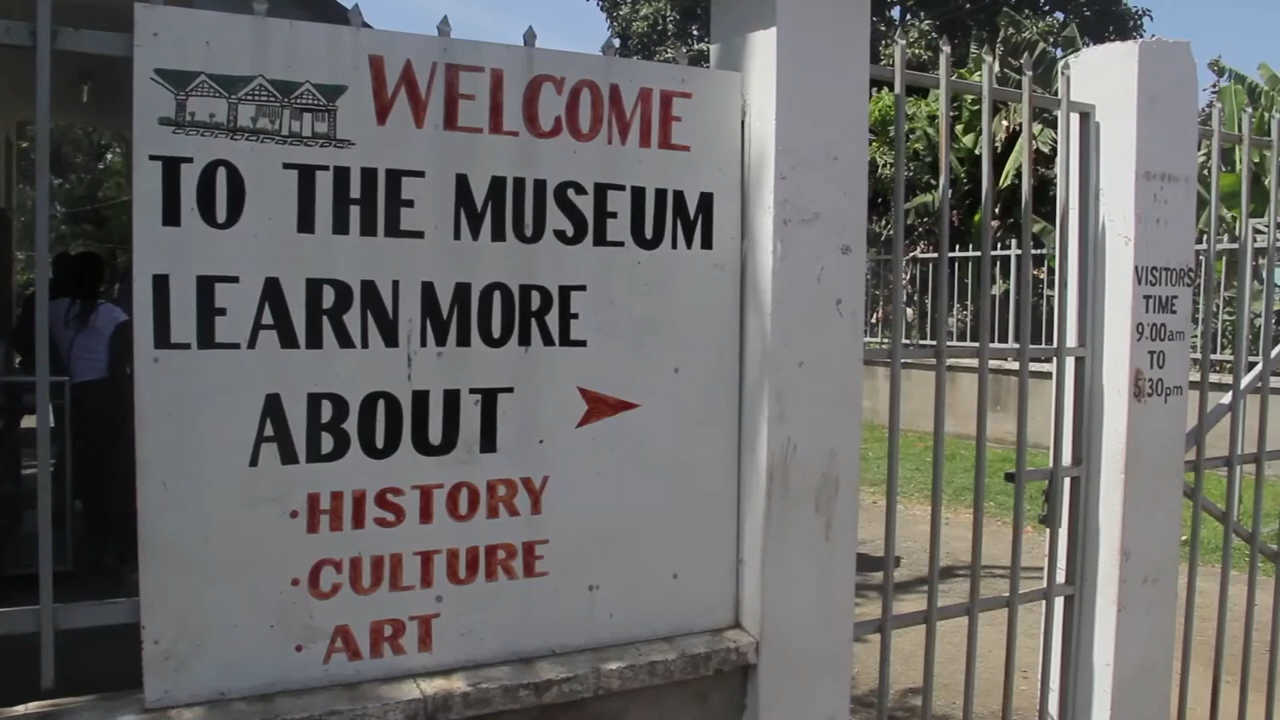 WELCOME
TO THE MUSEUM
LEARN MORE
ABOUT
·HISTORY
·CULTURE
·ART
VISITORS
TIME
9:00am
TO
5:30pm